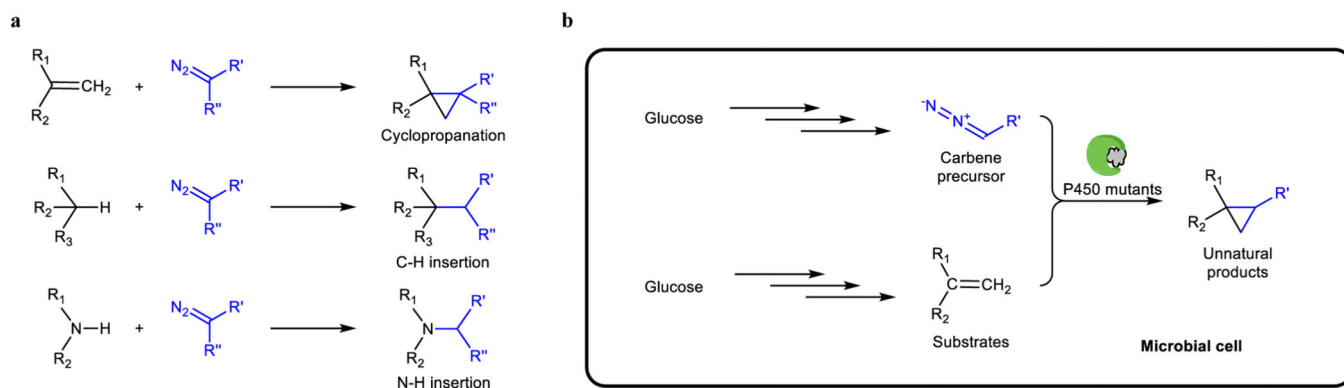 a
R₁
R₂
CH₂
+
N₂
R'
R"
R₁
R₂
R'
R"
Cyclopropanation
R₁
R₂
H
R₃
+
N₂
R'
R"
R₁
R'
R₂
R₃
R"
C-H insertion
R₁
N
H
R₂
+
N₂
R'
R"
R₁
R'
N
R₂
R"
N-H insertion
b
Glucose
⁻N
N⁺
R'
Carbene
precursor
P450 mutants
R₁
R'
R₂
Unnatural
products
Glucose
R₁
C
CH₂
R₂
Substrates
Microbial cell